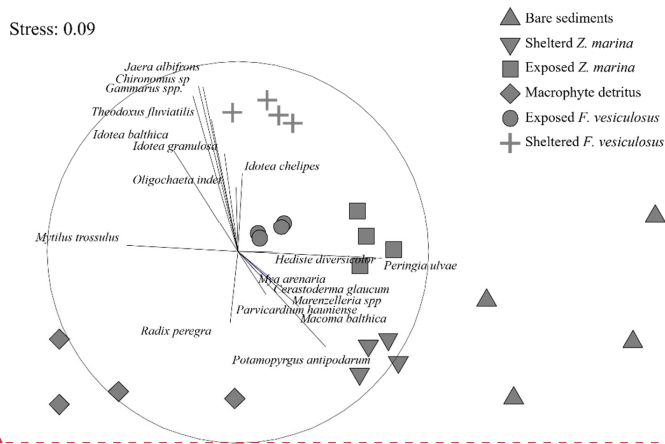 Stress: 0.09
Bare sediments
Shelterd Z. marina
Exposed Z. marina
Macrophyte detritus
Exposed F. vesiculosus
Sheltered F. vesiculosus
Jaera albifrons
Chironomus sp
Gammarus spp.
Theodoxus fluviatilis
Idotea balthica
Idotea granulosa
Idotea chelipes
Oligochaeta indet
Mytilus trossulus
Hediste diversicolor
Peringia ulvae
Mya arenaria
Cerastoderma glaucum
Marenzelleria spp
Parvicardium hauniense
Macoma balthica
Radix peregra
Potamopyrgus antipodarum